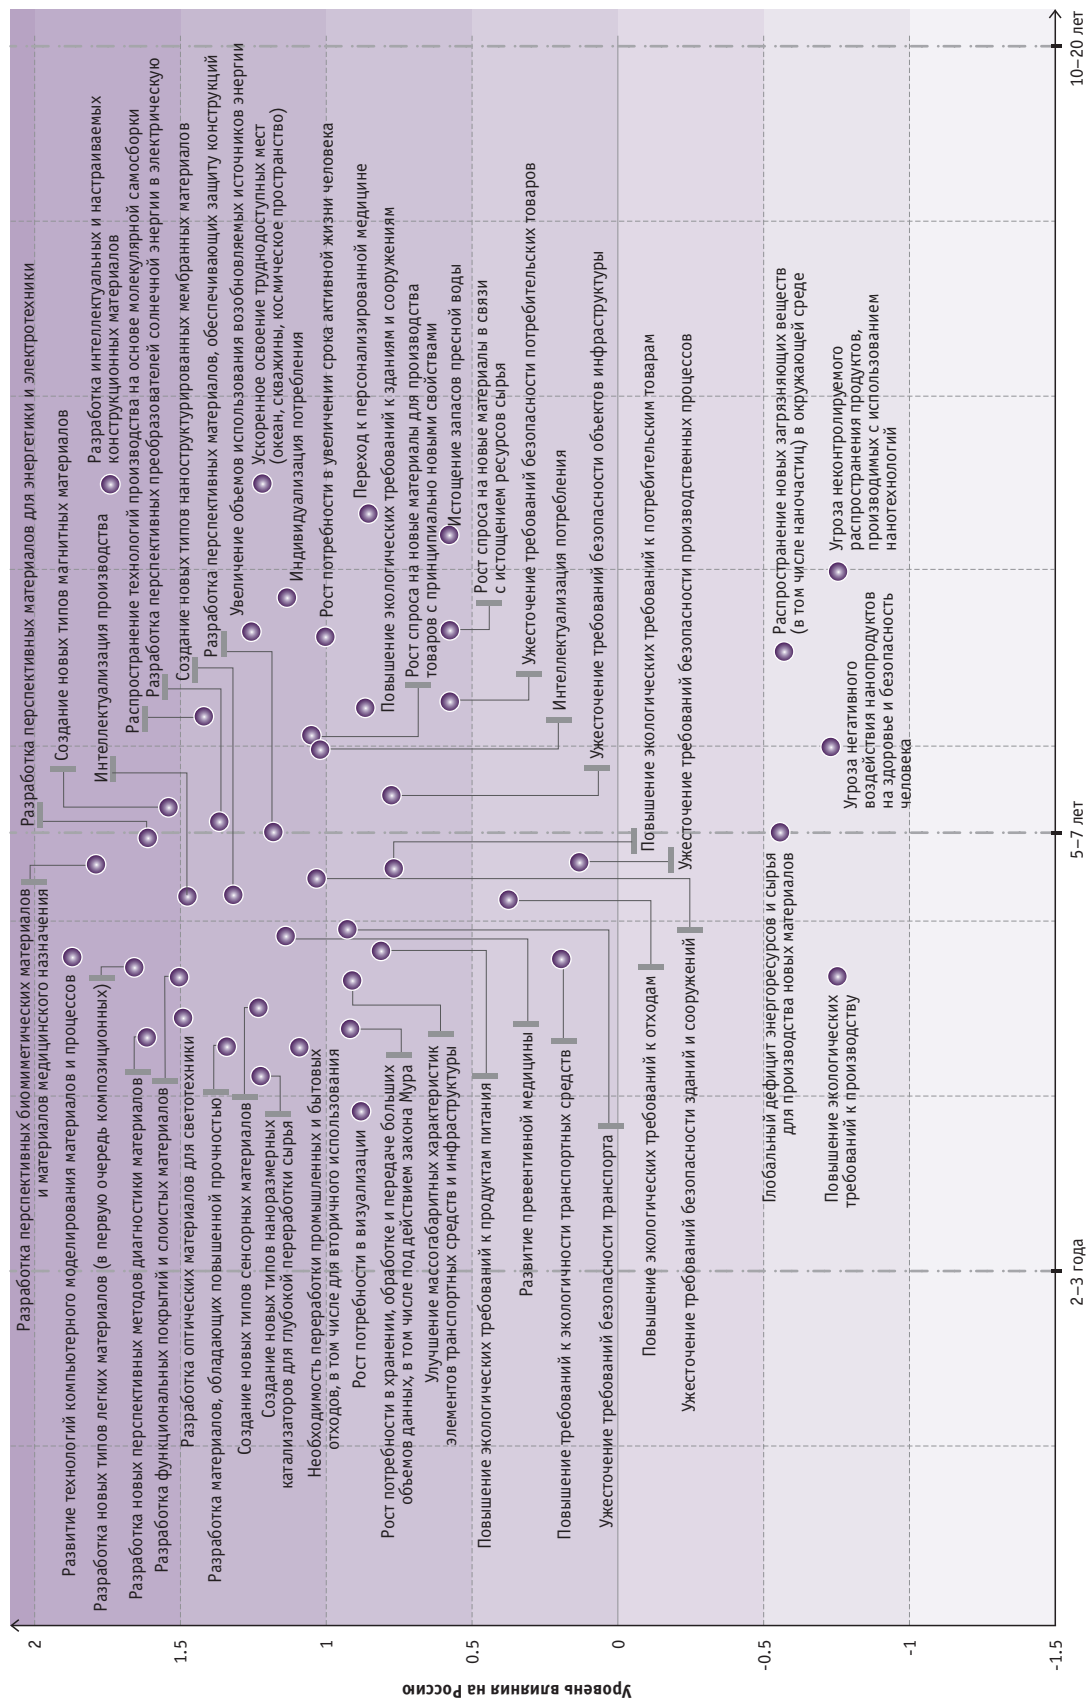 Уровень влияния на Россию
2
1.5
1
0.5
0
-0.5
-1
-1.5
2–3 года
5–7 лет
10–20 лет
Разработка перспективных биомиметических материалов
и материалов медицинского назначения
Развитие технологий компьютерного моделирования материалов и процессов
Разработка новых типов легких материалов (в первую очередь композиционных)
Разработка новых перспективных методов диагностики материалов
Разработка функциональных покрытий и слоистых материалов
Разработка оптических материалов для светотехники
Разработка материалов, обладающих повышенной прочностью
Создание новых типов сенсорных материалов
Создание новых типов наноразмерных
катализаторов для глубокой переработки сырья
Необходимость переработки промышленных и бытовых
отходов, в том числе для вторичного использования
Рост потребности в визуализации
Рост потребности в хранении, обработке и передаче больших
объемов данных, в том числе под действием закона Мура
Улучшение массогабаритных характеристик
элементов транспортных средств и инфраструктуры
Повышение экологических требований к продуктам питания
Развитие превентивной медицины
Повышение требований к экологичности транспортных средств
Ужесточение требований безопасности транспорта
Повышение экологических требований к отходам
Ужесточение требований безопасности зданий и сооружений
Глобальный дефицит энергоресурсов и сырья
для производства новых материалов
Повышение экологических
требований к производству
Разработка перспективных материалов для энергетики и электротехники
Создание новых типов магнитных материалов
Разработка интеллектуальных и настраиваемых
конструкционных материалов
Интеллектуализация производства
Распространение технологий производства на основе молекулярной самосборки
Разработка перспективных преобразователей солнечной энергии в электрическую
Создание новых типов наноструктурированных мембранных материалов
Разработка перспективных материалов, обеспечивающих защиту конструкций
Увеличение объемов использования возобновляемых источников энергии
Ускоренное освоение труднодоступных мест
(океан, скважины, космическое пространство)
Индивидуализация потребления
Рост потребности в увеличении срока активной жизни человека
Переход к персонализированной медицине
Повышение экологических требований к зданиям и сооружениям
Рост спроса на новые материалы для производства
товаров с принципиально новыми свойствами
Истощение запасов пресной воды
Рост спроса на новые материалы в связи
с истощением ресурсов сырья
Ужесточение требований безопасности потребительских товаров
Интеллектуализация потребления
Ужесточение требований безопасности объектов инфраструктуры
Повышение экологических требований к потребительским товарам
Ужесточение требований безопасности производственных процессов
Распространение новых загрязняющих веществ
(в том числе наночастиц) в окружающей среде
Угроза неконтролируемого
распространения продуктов,
производимых с использованием
нанотехнологий
Угроза негативного
воздействия нанопродуктов
на здоровье и безопасность
человека